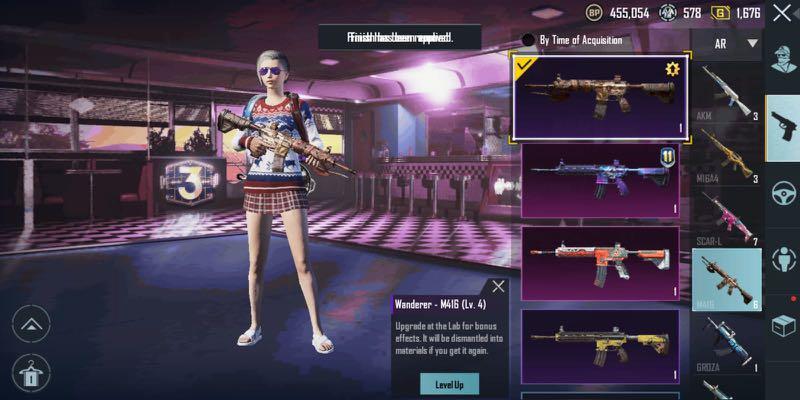 455,054
578
G
1,676
BP
By Time of Acquisition
AR
1
AKM
3
11
1
M16A4
3
SCAR-L
7
3
1
Wanderer - M416 (Lv. 4)
Upgrade at the Lab for bonus
effects. It will be dismantled into
materials if you get it again.
Level Up
M416
6
1
GROZA
1